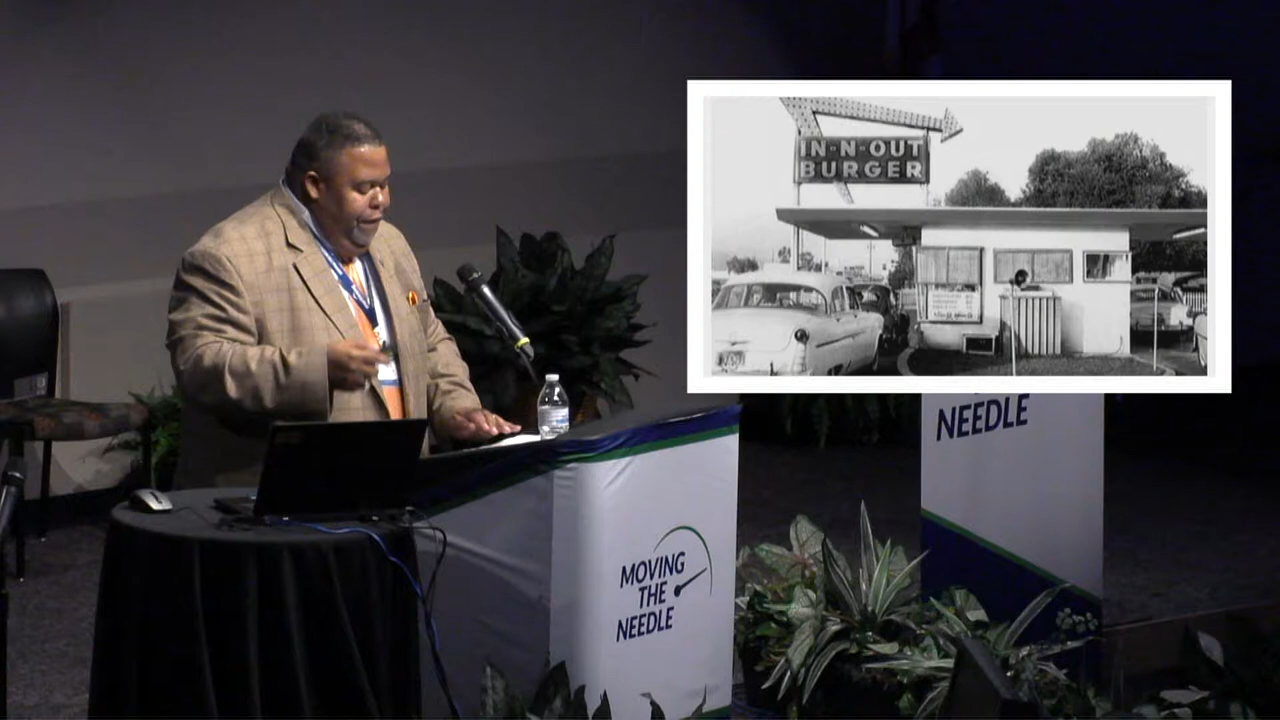 IN-N-OUT
BURGER
NEEDLE
MOVING
THE
NEEDLE